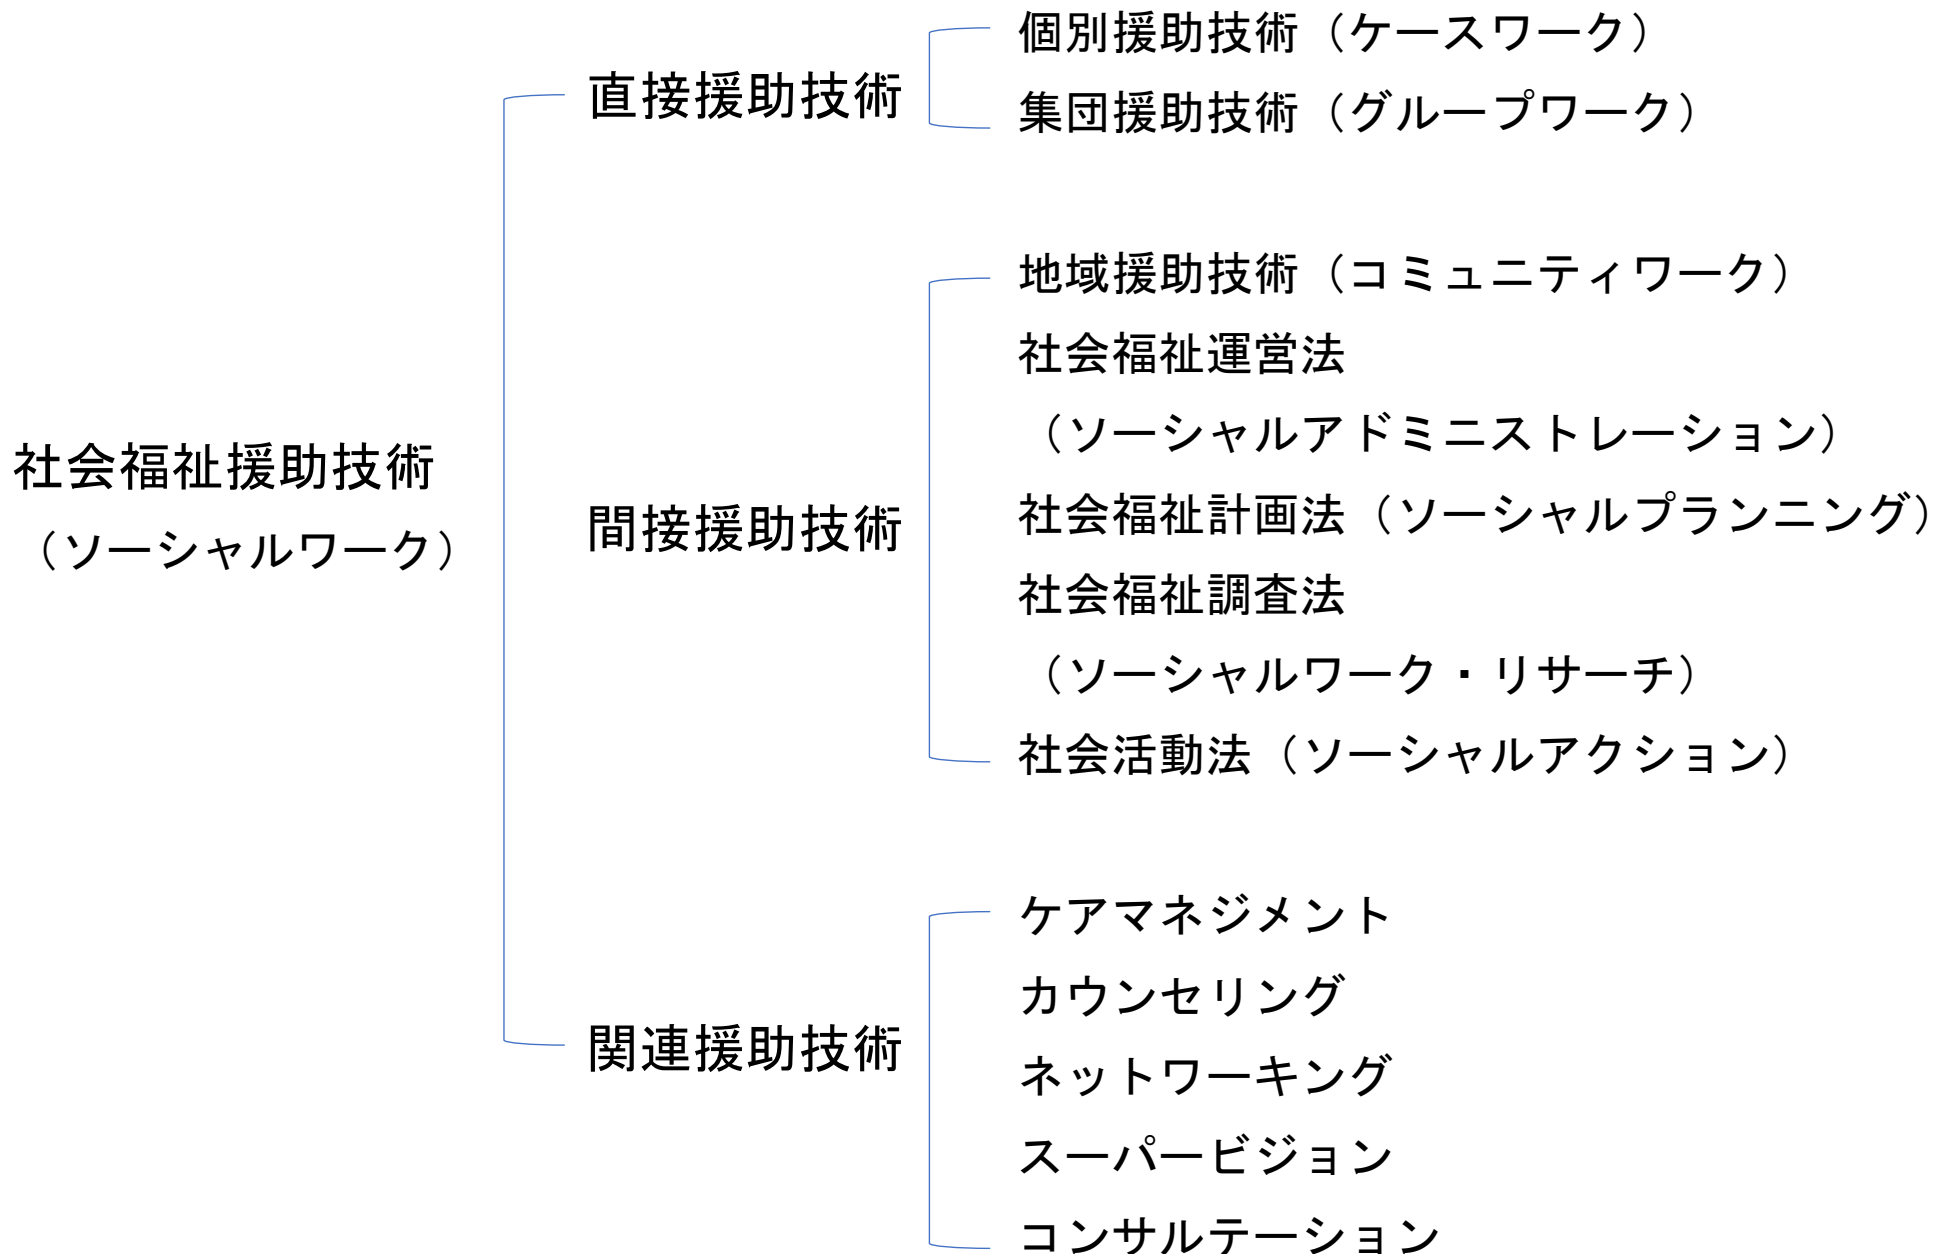 社会福祉援助技術
（ソーシャルワーク）
直接援助技術
個別援助技術（ケースワーク）
集団援助技術（グループワーク）
間接援助技術
地域援助技術（コミュニティワーク）
社会福祉運営法
（ソーシャルアドミニストレーション）
社会福祉計画法（ソーシャルプランニング）
社会福祉調査法
（ソーシャルワーク・リサーチ）
社会活動法（ソーシャルアクション）
関連援助技術
ケアマネジメント
カウンセリング
ネットワーキング
スーパービジョン
コンサルテーション